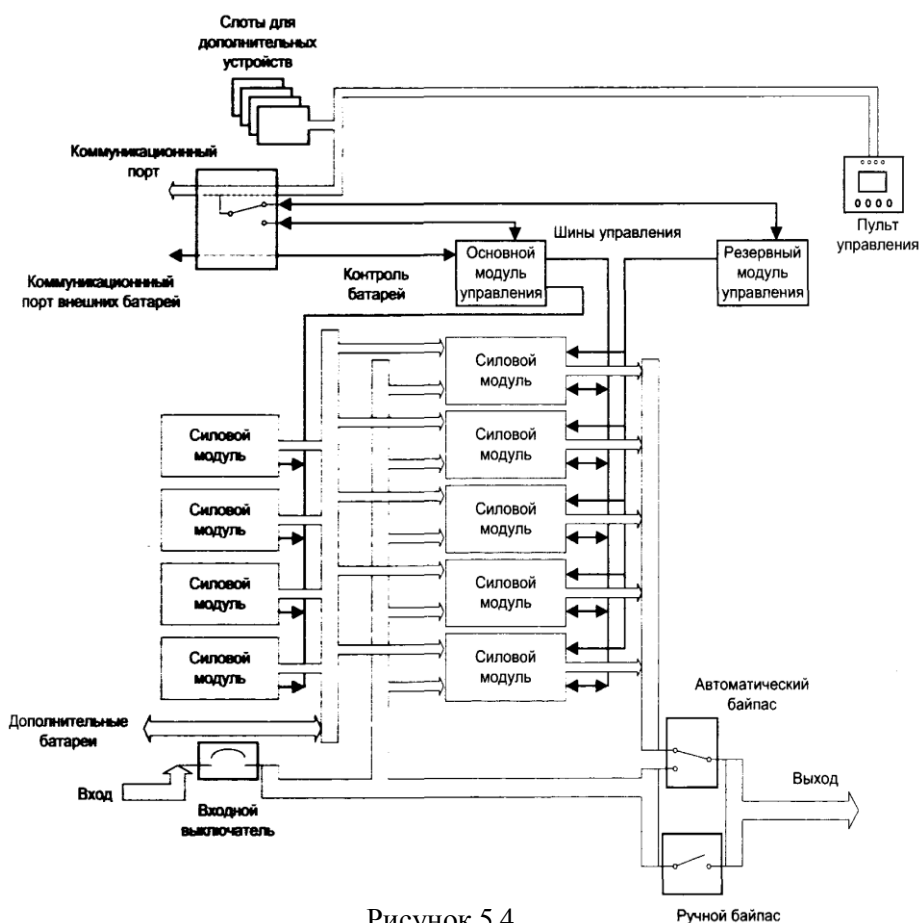 Слоты для
дополнительных
устройств
Коммуникационнный
порт
Пульт
управления
Шины управления
Основной
модуль
управления
Резервный
модуль
управления
Коммуникационнный
порт внешних батарей
Контроль
батарей
Силовой
модуль
Силовой
модуль
Силовой
модуль
Силовой
модуль
Силовой
модуль
Силовой
модуль
Силовой
модуль
Силовой
модуль
Силовой
модуль
Автоматический
байпас
Дополнительные
батареи
Вход
Входной
выключатель
Выход
Ручной байпас
Рисунок 5.4